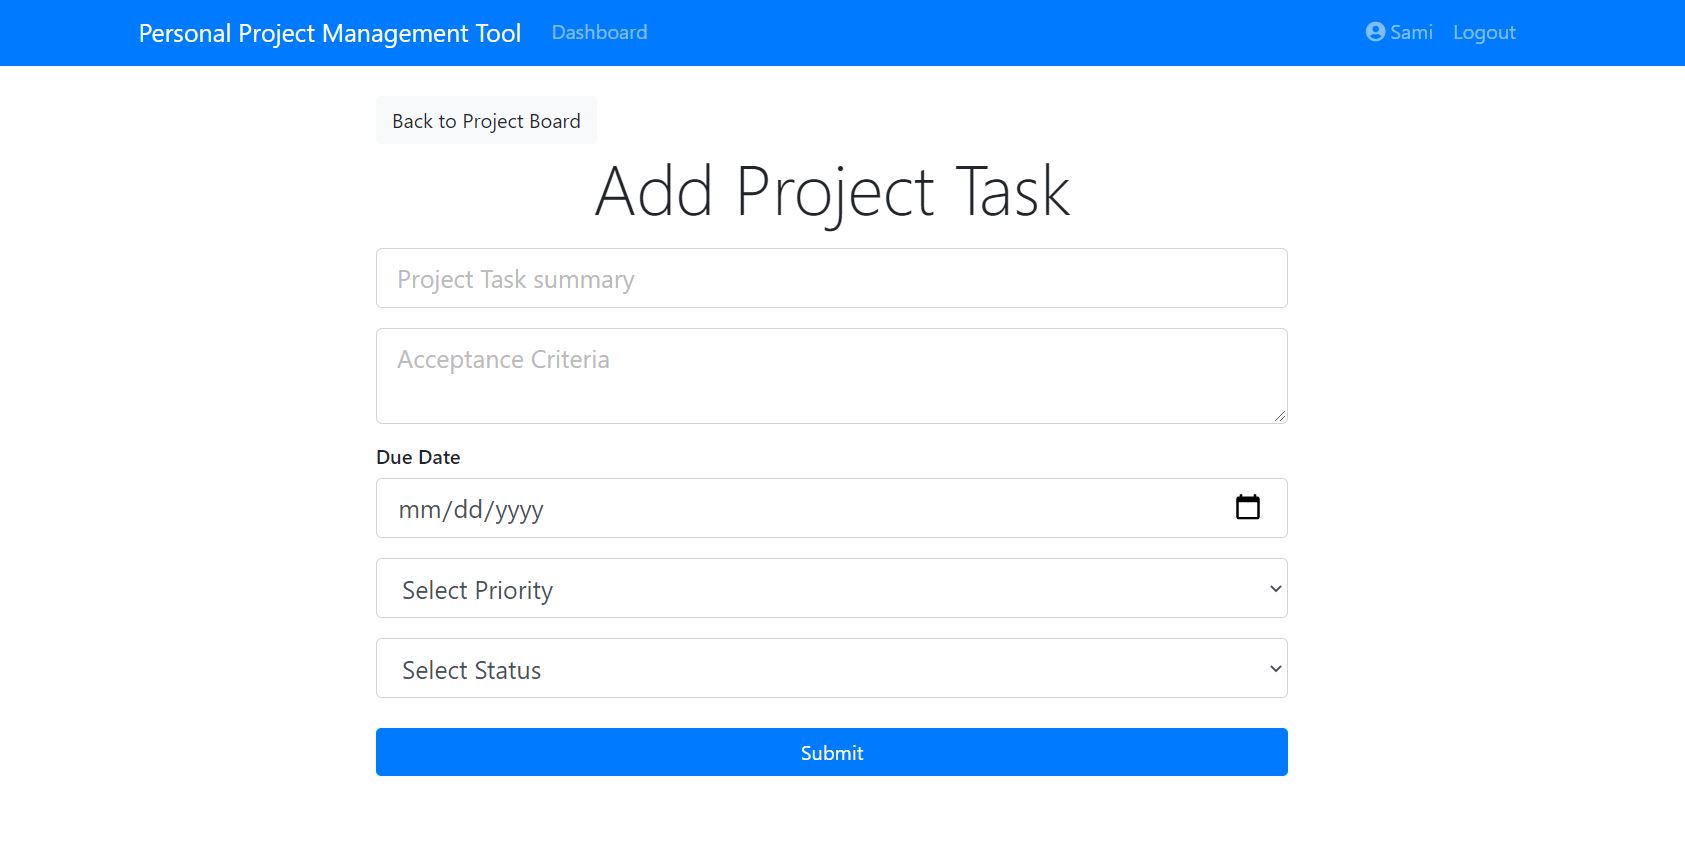 Personal Project Management Tool Dashboard Sami Logout
Back to Project Board
Add Project Task
Project Task summary
Acceptance Criteria
Due Date
mm/dd/yyyy
Select Priority
Select Status
Submit